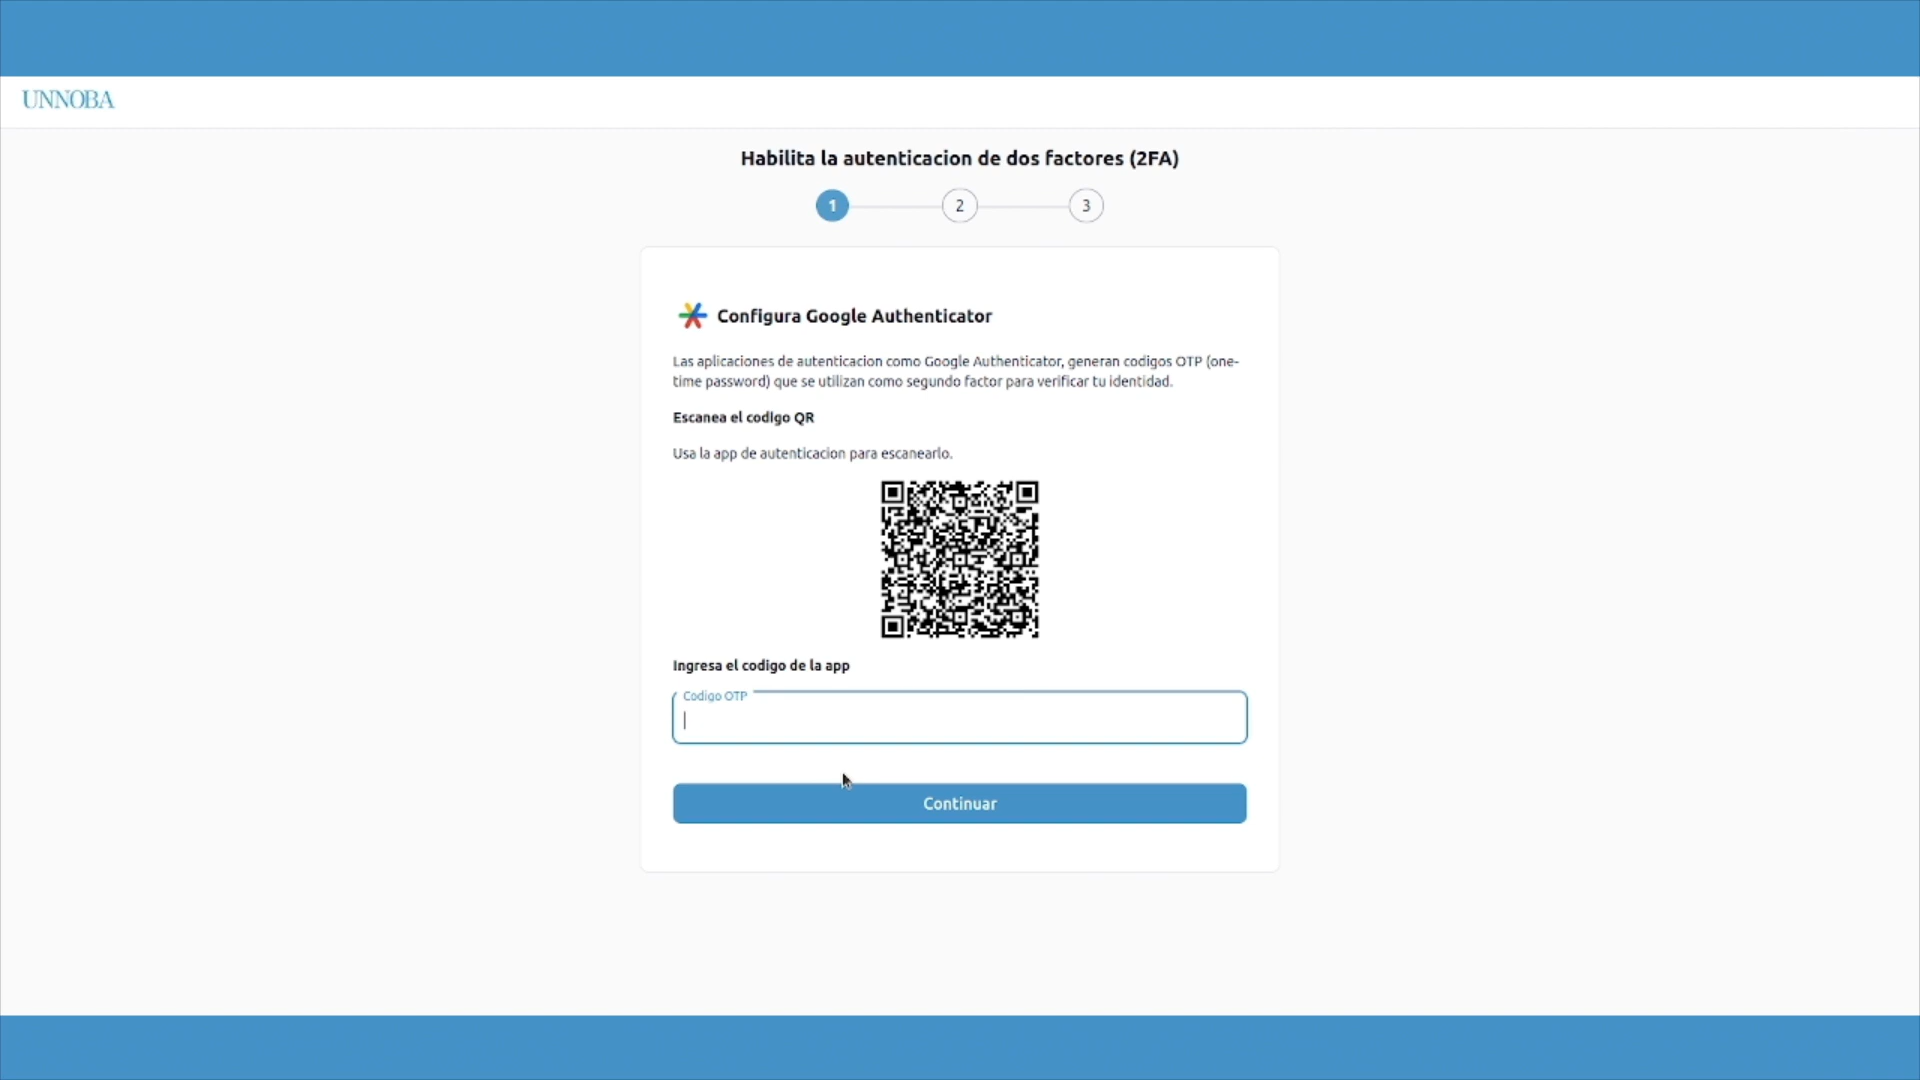 UNNOBA
Habilita la autenticacion de dos factores (2FA)
1
2
3
Configura Google Authenticator
Las aplicaciones de autenticacion como Google Authenticator, generan codigos OTP (one-
time password) que se utilizan como segundo factor para verificar tu identidad.
Escanea el codigo QR
Usa la app de autenticacion para escanearlo.
Ingresa el codigo de la app
Codigo OTP
Continuar